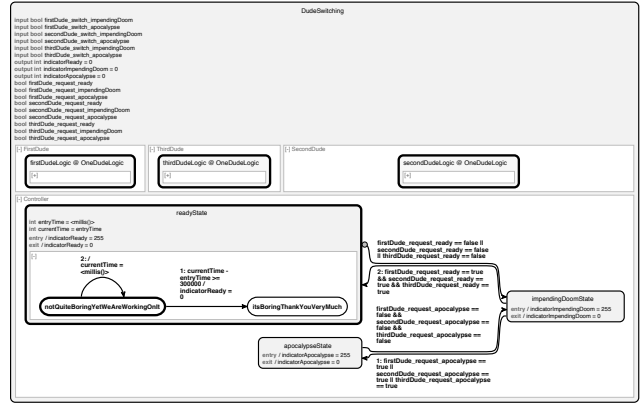 DudeSwitching
input bool firstDude_switch_impendingDoom
input bool firstDude_switch_apocalypse
input bool secondDude_switch_impendingDoom
input bool secondDude_switch_apocalypse
input bool thirdDude_switch_impendingDoom
input bool thirdDude_switch_apocalypse
output int indicatorReady = 0
output int indicatorImpendingDoom = 0
output int indicatorApocalypse = 0
bool firstDude_request_ready
bool firstDude_request_impendingDoom
bool firstDude_request_apocalypse
bool secondDude_request_ready
bool secondDude_request_impendingDoom
bool secondDude_request_apocalypse
bool thirdDude_request_ready
bool thirdDude_request_impendingDoom
bool thirdDude_request_apocalypse
[-] FirstDude
firstDudeLogic @ OneDudeLogic
[+]
[-] ThirdDude
thirdDudeLogic @ OneDudeLogic
[+]
[-] SecondDude
secondDudeLogic @ OneDudeLogic
[+]
[-] Controller
readyState
int entryTime = <millis()>
int currentTime = entryTime
entry / indicatorReady = 255
exit / indicatorReady = 0
[-]
2: /
currentTime =
<millis()>
1: currentTime -
entryTime >=
300000 /
indicatorReady =
0
notQuiteBoringYetWeAreWorkingOnIt
itsBoringThankYouVeryMuch
firstDude_request_ready == false ||
secondDude_request_ready == false
|| thirdDude_request_ready == false
2: firstDude_request_ready == true
&& secondDude_request_ready ==
true && thirdDude_request_ready ==
true
impendingDoomState
entry / indicatorImpendingDoom = 255
exit / indicatorImpendingDoom = 0
firstDude_request_apocalypse ==
false &&
secondDude_request_apocalypse ==
false &&
thirdDude_request_apocalypse ==
false
apocalypseState
entry / indicatorApocalypse = 255
exit / indicatorApocalypse = 0
1: firstDude_request_apocalypse ==
true ||
secondDude_request_apocalypse ==
true || thirdDude_request_apocalypse
== true